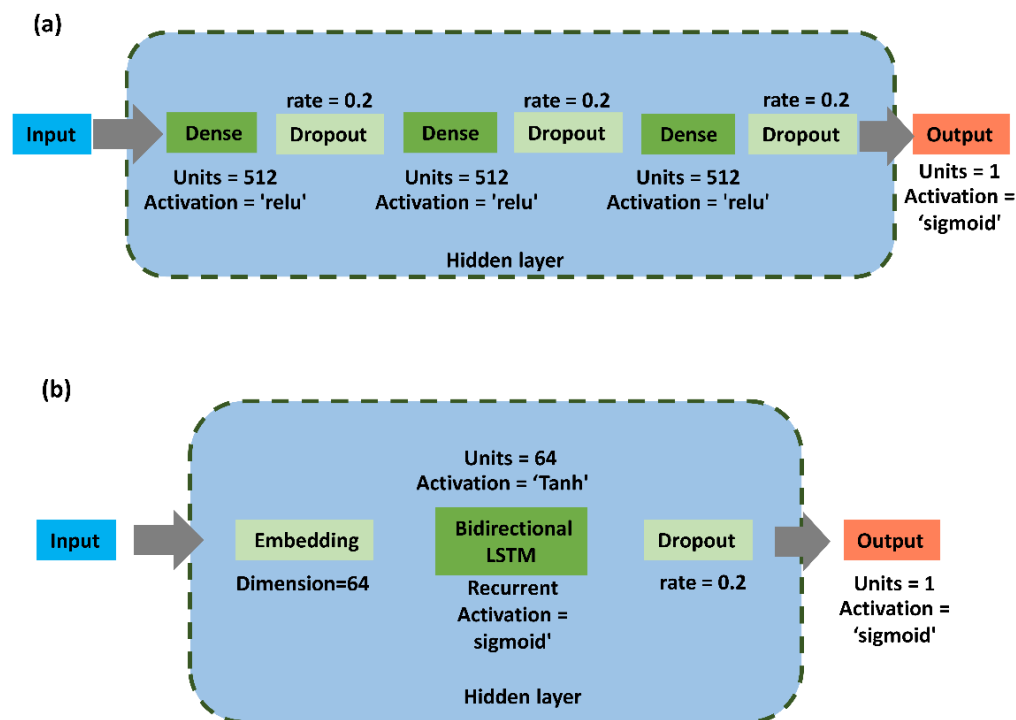 (a)
rate = 0.2
rate = 0.2
rate = 0.2
Input
Dense
Dropout
Dense
Dropout
Dense
Dropout
Output
Units = 512
Activation = 'relu'
Units = 512
Activation = 'relu'
Units = 512
Activation = 'relu'
Units = 1
Activation =
‘sigmoid'
Hidden layer
(b)
Units = 64
Activation = ‘Tanh'
Input
Embedding
Bidirectional
LSTM
Dropout
Output
Dimension=64
Recurrent
Activation =
sigmoid'
rate = 0.2
Units = 1
Activation =
‘sigmoid'
Hidden layer